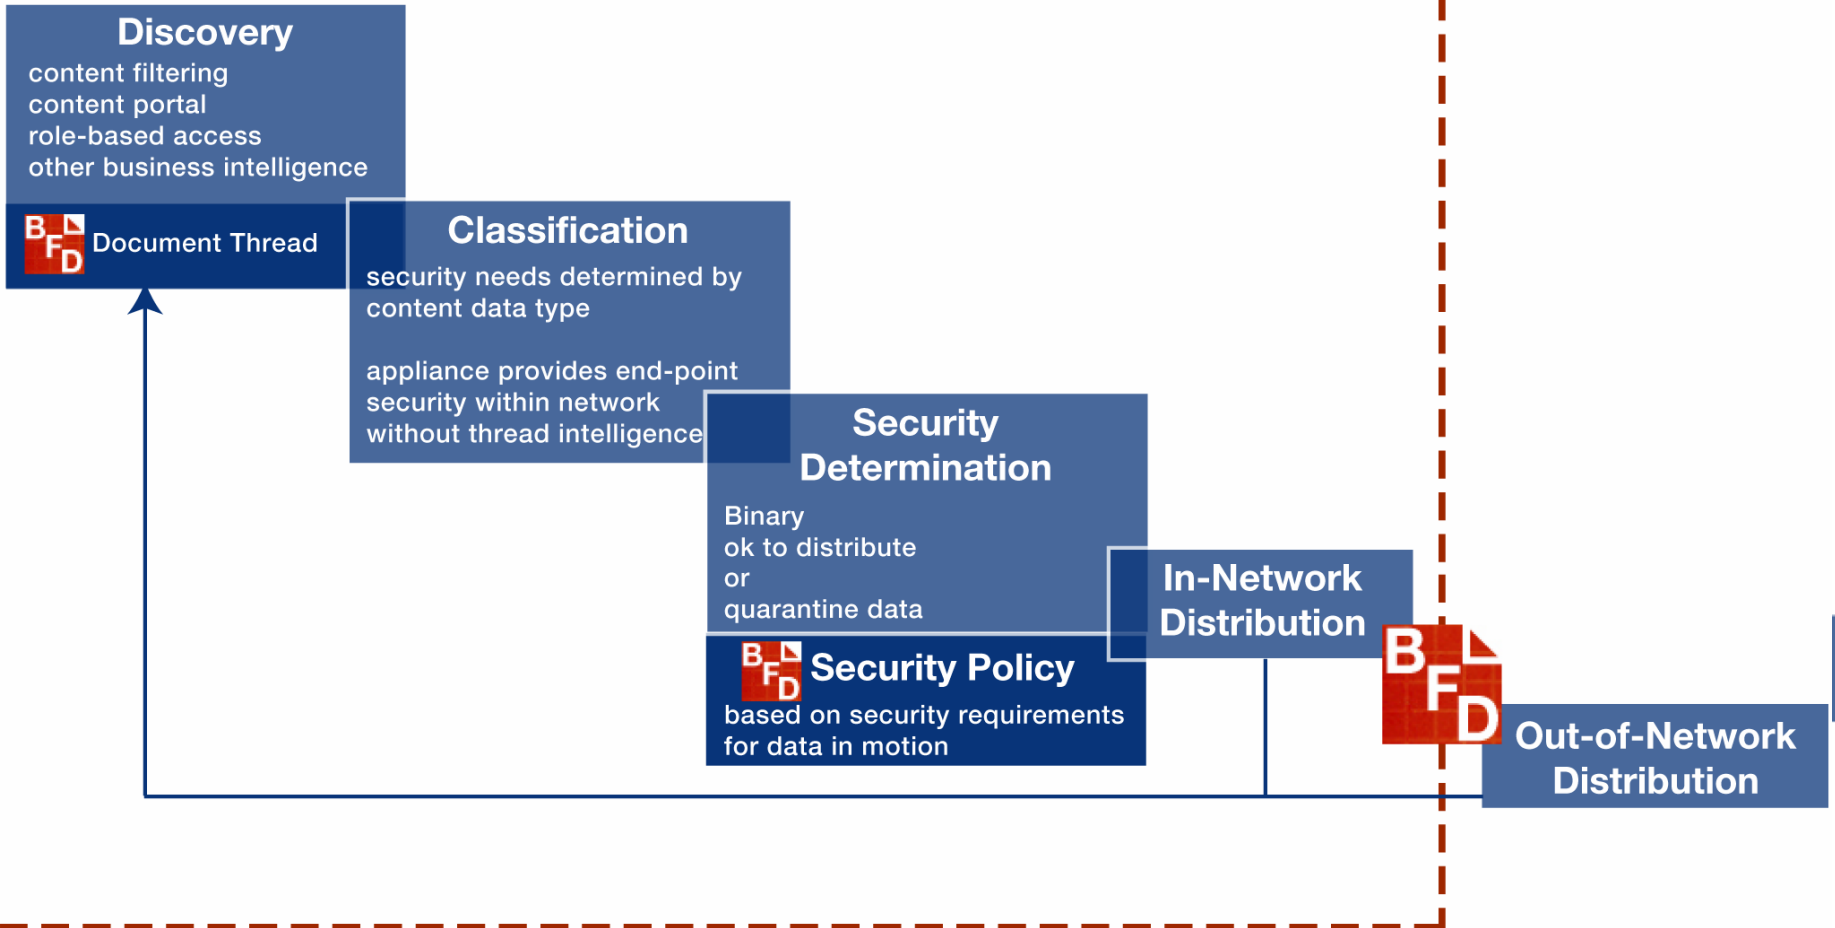 Discovery
content filtering
content portal
role-based access
other business intelligence
BFD Document Thread
Classification
security needs determined by
content data type
appliance provides end-point
security within network
without thread intelligence
Security
Determination
Binary
ok to distribute
or
quarantine data
BFD Security Policy
based on security requirements
for data in motion
In-Network
Distribution
BFD
Out-of-Network
Distribution